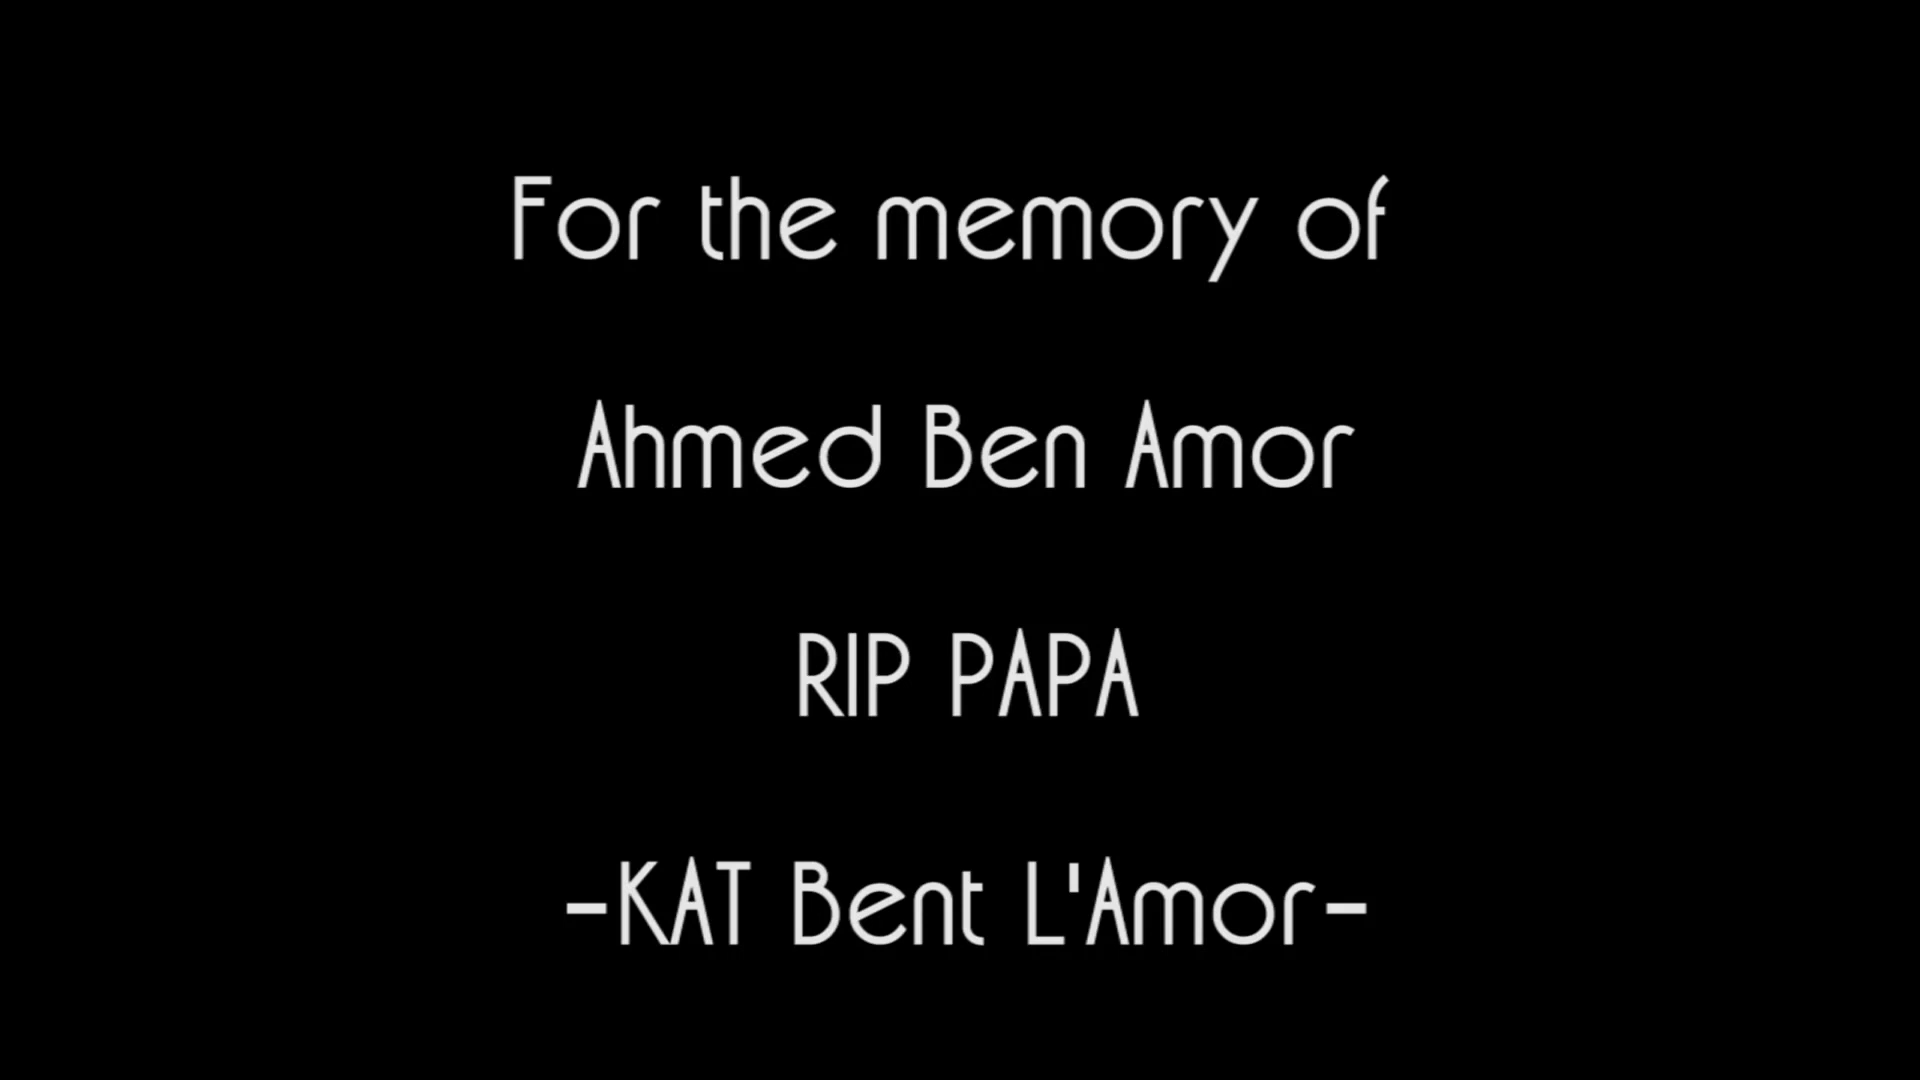 For the memory of
Ahmed Ben Amor
RIP PAPA
-KAT Bent L'Amor-